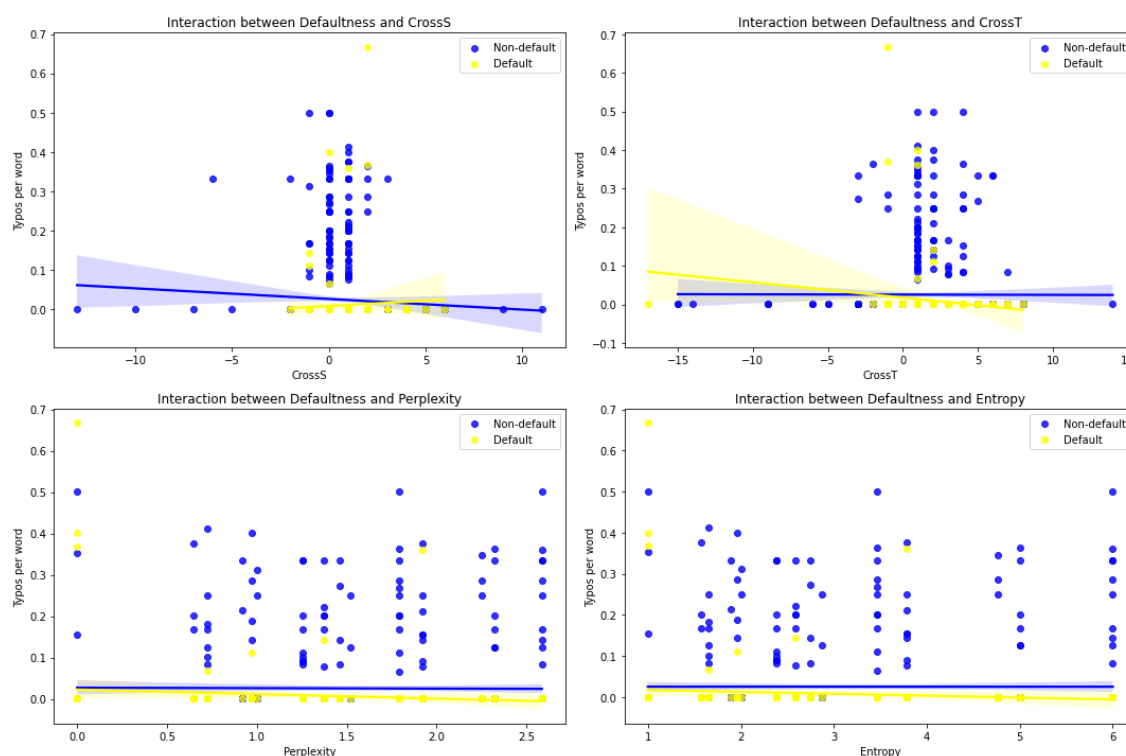 Interaction between Defaultness and CrossS
0.7
0.6
0.5
0.4
0.3
0.2
0.1
0.0
Typos per word
Non-default
Default
−10
−5
0
5
10
CrossS
Interaction between Defaultness and CrossT
0.7
0.6
0.5
0.4
0.3
0.2
0.1
0.0
−0.1
Typos per word
Non-default
Default
−15
−10
−5
0
5
10
CrossT
Interaction between Defaultness and Perplexity
0.7
0.6
0.5
0.4
0.3
0.2
0.1
0.0
Typos per word
Non-default
Default
0.0
0.5
1.0
1.5
2.0
2.5
Perplexity
Interaction between Defaultness and Entropy
0.7
0.6
0.5
0.4
0.3
0.2
0.1
0.0
Typos per word
Non-default
Default
1
2
3
4
5
6
Entropy